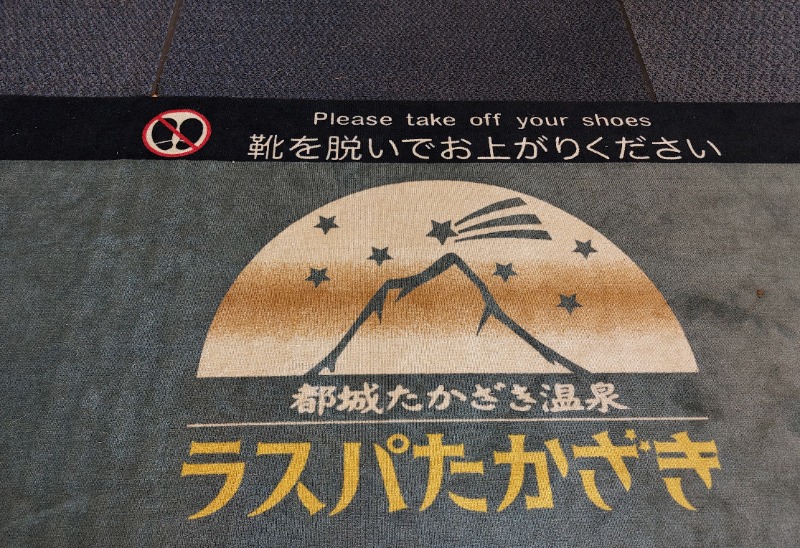 Please take off your shoes
靴を脱いでお上がりください
都城たかざき温泉
ラスパたかざき